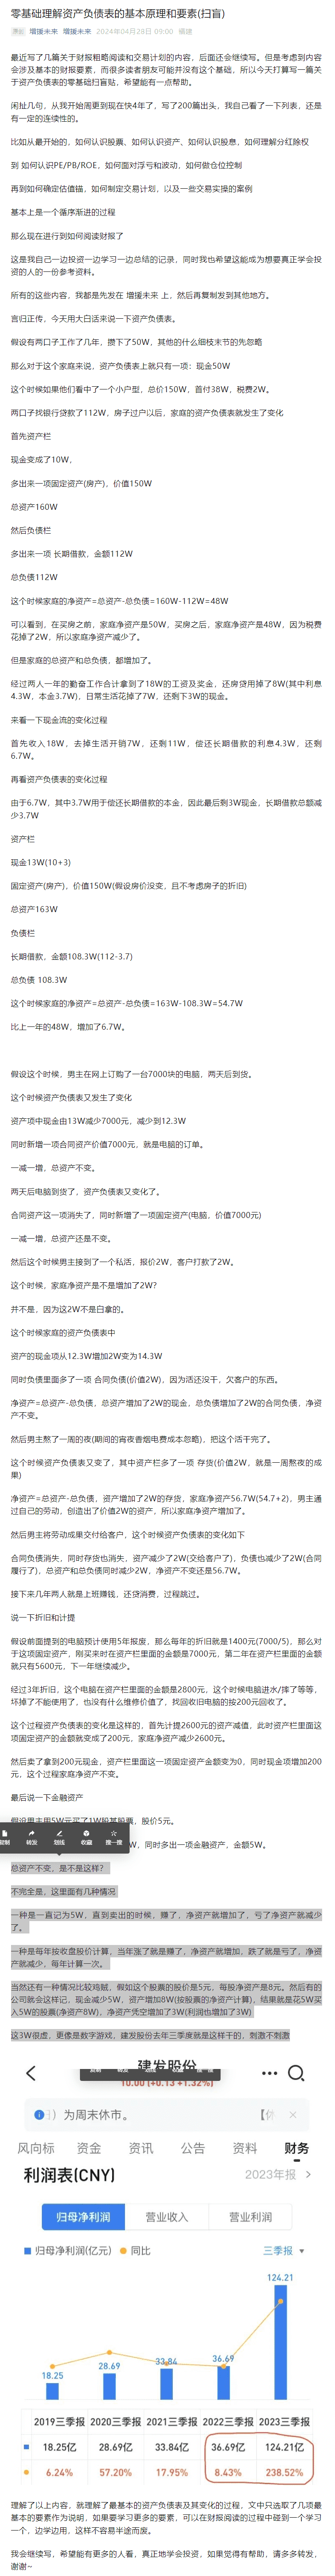 零基础理解资产负债表的基本原理和要素(扫盲)
原创 增援未来 增援未来 2024年04月28日 09:00 福建
最近写了几篇关于财报粗略阅读和交易计划的内容，后面还会继续写。但是考虑到内容
会涉及基本的财报要素，而很多读者朋友可能并没有这个基础，所以今天打算写一篇关
于资产负债表的零基础扫盲贴，希望能有一点帮助。
闲扯几句，从我开始周更到现在快4年了，写了200篇出头，我自己看了一下列表，还是
有一定的连续性的。
比如从最开始的，如何认识股票、如何认识资产，如何认识股息，如何理解分红除权
到 如何认识PE/PB/ROE，如何面对浮亏和波动，如何做仓位控制
再到如何确定估值锚，如何制定交易计划，以及一些交易实操的案例
基本上是一个循序渐进的过程
那么现在进行到如何阅读财报了
这是我自己一边投资一边学习一边总结的记录，同时我也希望这能成为想要真正学会投
资的人的一份参考资料。
所有的这些内容，我都是先发在 增援未来 上，然后再复制发到其他地方。
言归正传，今天用大白话来说一下资产负债表。
假设有两口子工作了几年，攒下了50W，其他的什么细枝末节的先忽略
那么对于这个家庭来说，资产负债表上就只有一项：现金50W
这个时候如果他们看中了一个小户型，总价150W，首付38W，税费2W。
两口子找银行贷款了112W，房子过户以后，家庭的资产负债表就发生了变化
首先资产栏
现金变成了10W，
多出来一项固定资产(房产)，价值150W
总资产160W
然后负债栏
多出来一项 长期借款，金额112W
总负债112W
这个时候家庭的净资产=总资产-总负债=160W-112W=48W
可以看到，在买房之前，家庭净资产是50W，买房之后，家庭净资产是48W，因为税费
花掉了2W，所以家庭净资产减少了。
但是家庭的总资产和总负债，都增加了。
经过两人一年的勤奋工作合计拿到了18W的工资及奖金，还房贷用掉了8W(其中利息
4.3W，本金3.7W)，日常生活花掉了7W，还剩下3W的现金。
来看一下现金流的变化过程
首先收入18W，去掉生活开销7W，还剩11W，偿还长期借款的利息4.3W，还剩
6.7W。
再看资产负债表的变化过程
由于6.7W，其中3.7W用于偿还长期借款的本金，因此最后剩3W现金，长期借款总额减
少3.7W
资产栏
现金13W(10+3)
固定资产(房产)，价值150W(假设房价没变，且不考虑房子的折旧)
总资产163W
负债栏
长期借款，金额108.3W(112-3.7)
总负债 108.3W
这个时候家庭的净资产=总资产-总负债=163W-108.3W=54.7W
比上一年的48W，增加了6.7W。
假设这个时候，男主在网上订购了一台7000块的电脑，两天后到货。
这个时候资产负债表又发生了变化
资产项中现金由13W减少7000元，减少到12.3W
同时新增一项合同资产价值7000元，就是电脑的订单。
一减一增，总资产不变。
两天后电脑到货了，资产负债表又变化了。
合同资产这一项消失了，同时新增了一项固定资产(电脑，价值7000元)
一减一增，总资产还是不变。
然后这个时候男主接到了一个私活，报价2W，客户打款了2W。
这个时候，家庭净资产是不是增加了2W？
并不是，因为这2W不是白拿的。
这个时候家庭的资产负债表中
资产的现金项从12.3W增加2W变为14.3W
同时负债里面多了一项 合同负债(价值2W)，因为活还没干，欠客户的东西。
净资产=总资产-总负债，总资产增加了2W的现金，总负债增加了2W的合同负债，净资
产不变。
然后男主熬了一周的夜(期间的宵夜香烟电费成本忽略)，把这个活干完了。
这个时候资产负债表又变了，其中资产栏多了一项 存货(价值2W，就是一周熬夜的成
果)
净资产=总资产-总负债，资产增加了2W的存货，家庭净资产56.7W(54.7+2)，男主通
过自己的劳动，创造出了价值2W的资产，所以家庭净资产增加了。
然后男主将劳动成果交付给客户，这个时候资产负债表的变化如下
合同负债消失，同时存货也消失，资产减少了2W(交给客户了)，负债也减少了2W(合同
履行了)，总资产和总负债同时减少2W，净资产不变还是56.7W。
接下来几年两人就是上班赚钱，还贷消费，过程跳过。
说一下折旧和计提
假设前面提到的电脑预计使用5年报废，那么每年的折旧就是1400元(7000/5)，那么对
于这项固定资产，刚买来时在资产栏里面的金额是7000元，第二年在资产栏里面的金额
就只有5600元，下一年继续减少。
经过3年折旧，这个电脑在资产栏里面的金额是2800元，这个时候电脑进水/摔了等等，
坏掉了不能使用了，也没有什么维修价值了，找回收旧电脑的按200元回收了。
这个过程资产负债表的变化是这样的，首先计提2600元的资产减值，此时资产栏里面这
项固定资产的金额就变成了200元，家庭净资产减少2600元。
然后卖了拿到200元现金，资产栏里面这一项固定资产金额变为0，同时现金项增加200
元，这个过程家庭净资产不变。
最后说一下金融资产
假设男主用5W元买了1W股某股票，股价5元。
复制 转发 划线 收藏 搜一搜
W，同时多出一项金融资产，金额5W。
总资产不变，是不是这样？
不完全是，这里面有几种情况
一种是一直记为5W，直到卖出的时候，赚了，净资产就增加了，亏了净资产就减少
了。
一种是每年按收盘股价计算，当年涨了就是赚了，净资产就增加，跌了就是亏了，净资
产就减少，每年计算一次。
当然还有一种情况比较鸡贼，假如这个股票的股价是5元，每股净资产是8元。然后有的
公司就会这样记，现金减少5W，资产增加8W(按股票的净资产计算)，结果就是花5W买
入5W的股票(净资产8W)，净资产凭空增加了3W(利润也增加了3W)
这3W很虚，更像是数字游戏，建发股份去年三季度就是这样干的，刺激不刺激
建发股份
10.00 (+0.13 +1.32%)
）为周末休市。
【休
风向标 资金 资讯 公告 资料 财务
利润表(CNY) 2023年报
归母净利润 营业收入 营业利润
归母净利润(亿元) 同比 三季报
124.21
18.25 28.69 33.84 36.69
2019三季报 2020三季报 2021三季报 2022三季报 2023三季报
18.25亿 28.69亿 33.84亿 36.69亿 124.21亿
6.24% 57.20% 17.95% 8.43% 238.52%
理解了以上内容，就理解了最基本的资产负债表及其变化的过程，文中只选取了几项最
基本的要素作为说明，如果要学习更多的要素，可以在财报阅读的过程中碰到一个学习
一个，边学边用，这样不容易半途而废。
我会继续写，希望能有更多的人看，真正地学会投资，如果觉得有帮助，请多多转发，
谢谢~